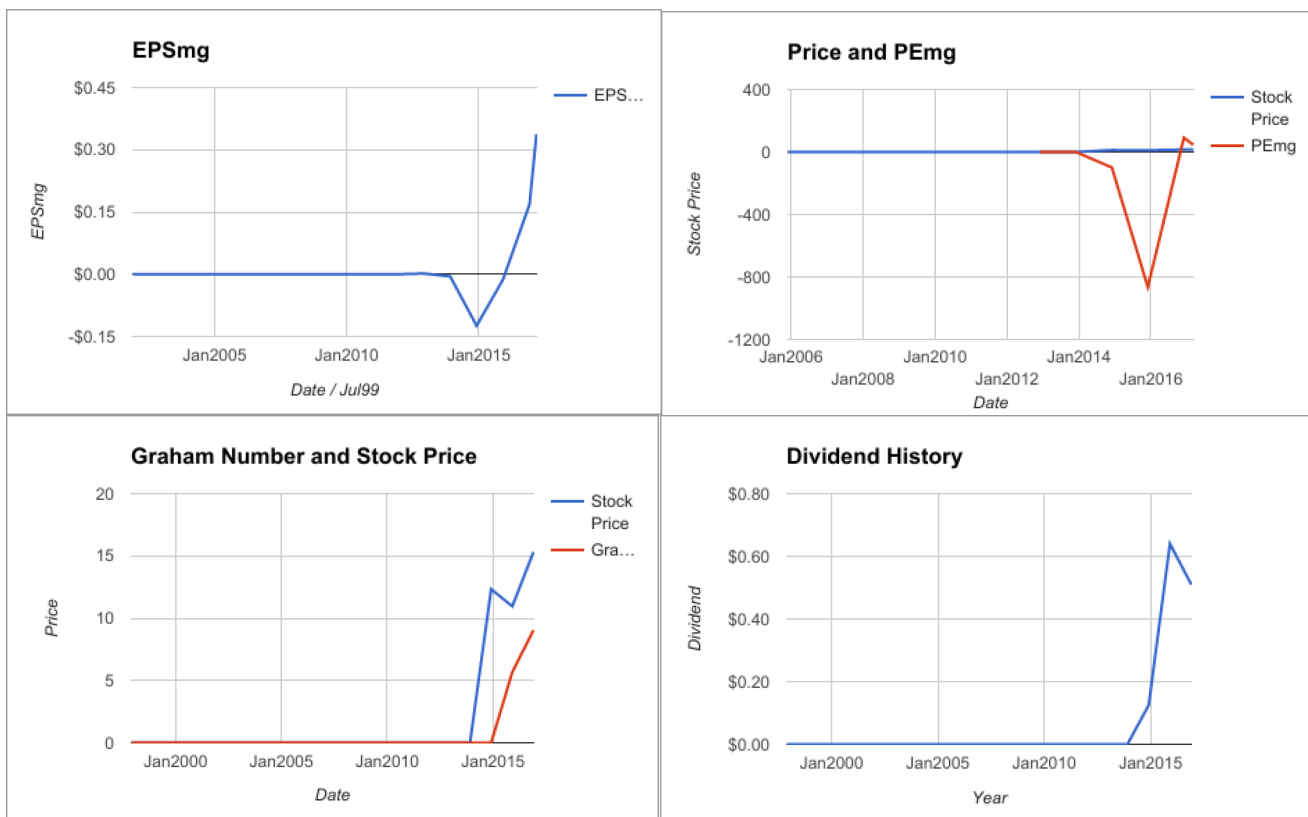 EPSmg
$0.45
$0.30
$0.15
$0.00
-$0.15
EPSmg
Jan2005
Jan2010
Jan2015
Date / Jul99
EPS…
Price and PEmg
400
0
-400
-800
-1200
Stock Price
Jan2006
Jan2010
Jan2014
Jan2008
Jan2012
Jan2016
Date
Stock
Price
PEmg
Graham Number and Stock Price
20
15
10
5
0
Price
Jan2000
Jan2005
Jan2010
Jan2015
Date
Stock
Price
Gra…
Dividend History
$0.80
$0.60
$0.40
$0.20
$0.00
Dividend
Jan2000
Jan2005
Jan2010
Jan2015
Year